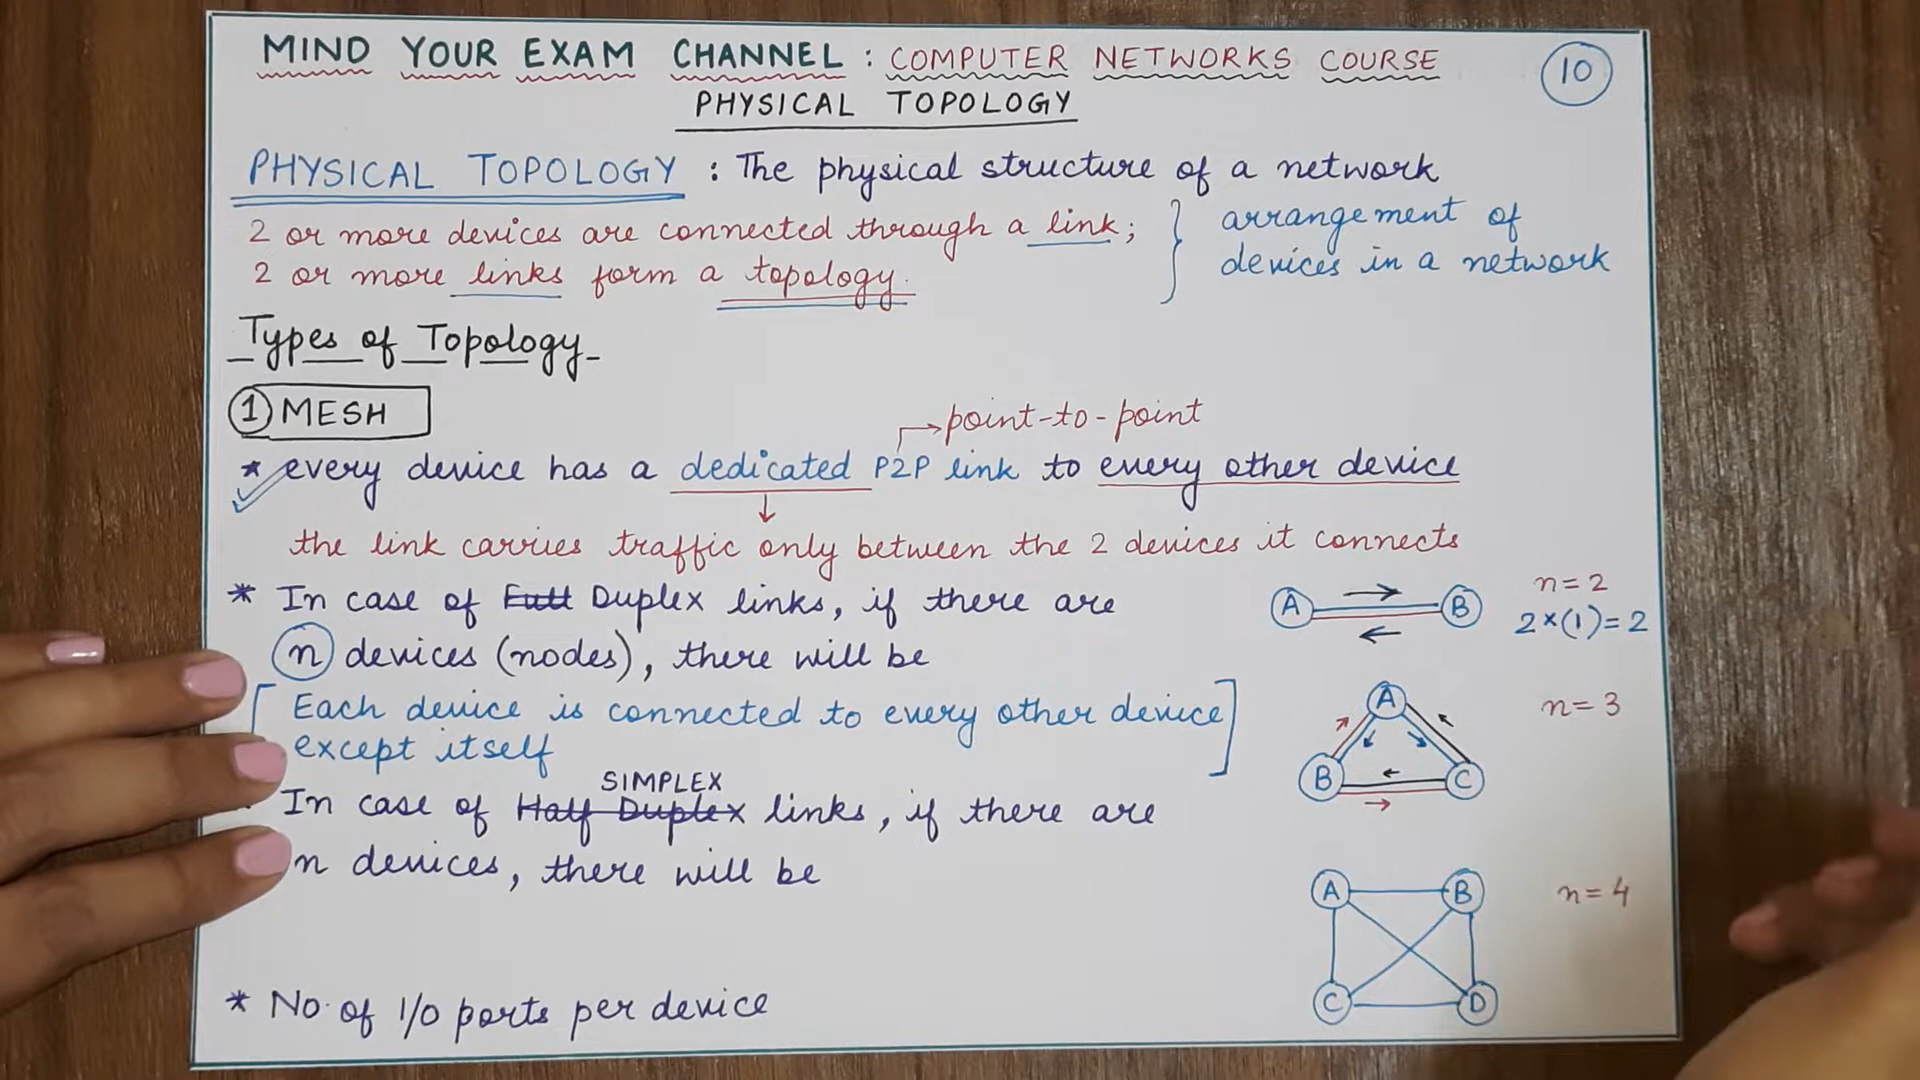 MIND YOUR EXAM CHANNEL : COMPUTER NETWORKS COURSE
10
PHYSICAL TOPOLOGY
PHYSICAL TOPOLOGY : The physical structure of a network
2 or more devices are connected through a link;
2 or more links form a topology.
arrangement of
devices in a network
Types of Topology
1 MESH
point-to-point
* every device has a dedicated P2P link to every other device
the link carries traffic only between the 2 devices it connects
* In case of Full Duplex links, if there are
n devices (nodes), there will be
[Each device is connected to every other device
except itself]
SIMPLEX
In case of Half Duplex links, if there are
n devices, there will be
* No. of I/O ports per device
A B
n=2
2×(1)=2
A
B C
n=3
A B
C D
n=4